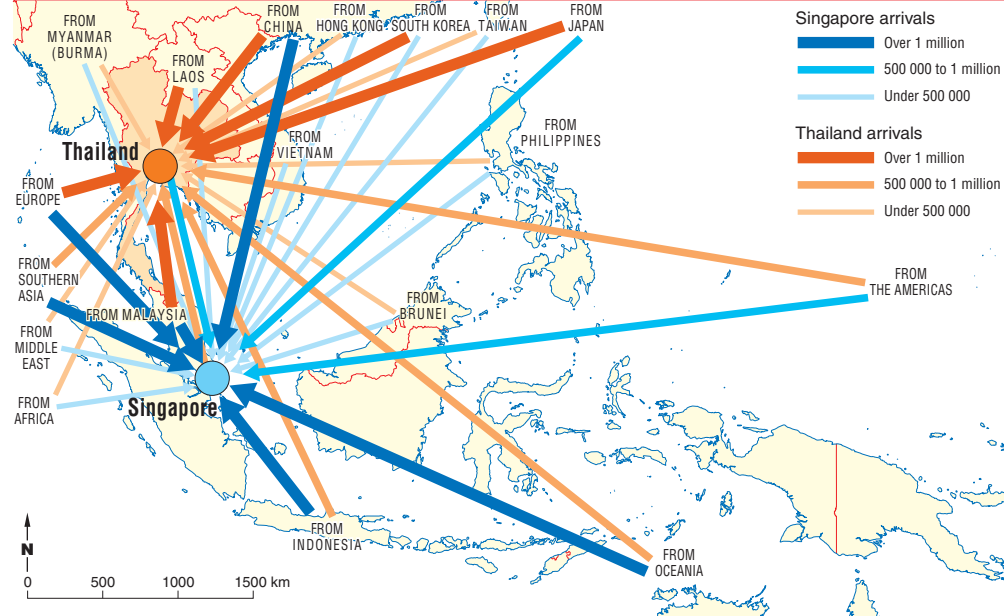 FROM
CHINA
FROM
HONG KONG
FROM
SOUTH KOREA
FROM
TAIWAN
FROM
JAPAN
FROM
MYANMAR
(BURMA)
FROM
LAOS
Singapore arrivals
Over 1 million
500 000 to 1 million
Under 500 000
Thailand arrivals
Over 1 million
500 000 to 1 million
Under 500 000
FROM
VIETNAM
FROM
PHILIPPINES
Thailand
FROM
EUROPE
FROM
SOUTHERN
ASIA
FROM
THE AMERICAS
FROM MALAYSIA
FROM
BRUNEI
FROM
MIDDLE
EAST
FROM
AFRICA
Singapore
FROM
INDONESIA
FROM
OCEANIA
N
0 500 1000 1500 km